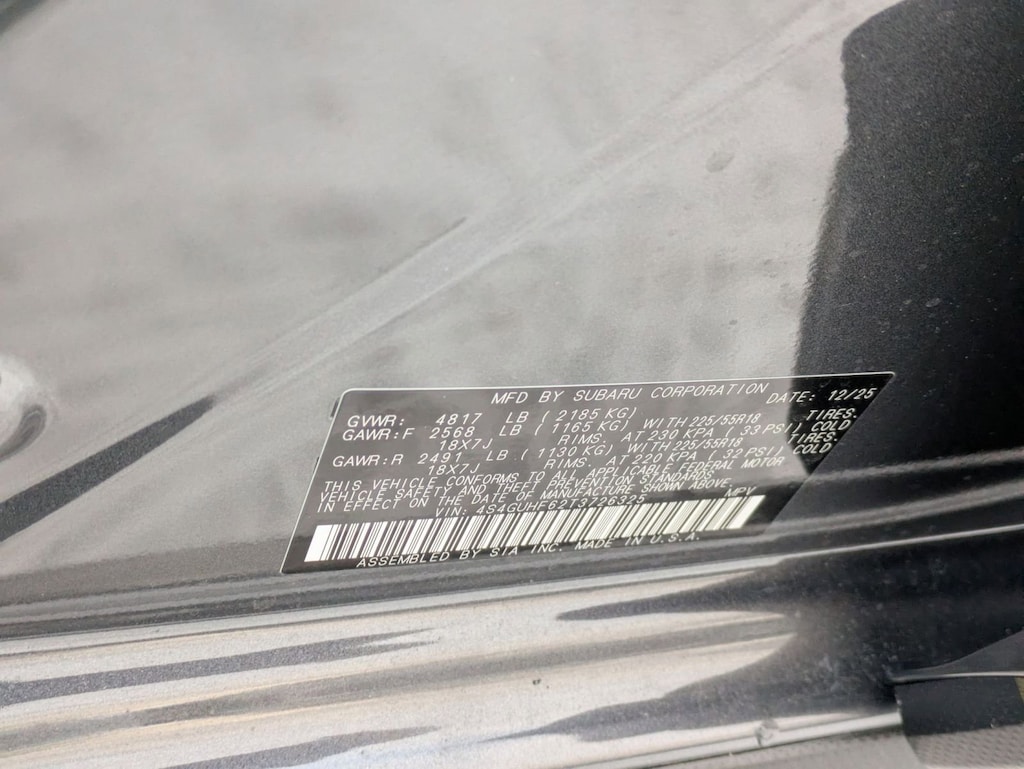 MFD BY SUBARU CORPORATION DATE: 12/25
GVWR: 4817 LB ( 2185 KG)
GAWR:F 2568 LB ( 1165 KG) WITH 225/55R18 TIRES.
18X7J RIMS. AT 230 KPA ( 33 PSI) COLD
GAWR:R 2491 LB ( 1130 KG) WITH 225/55R18 TIRES.
18X7J RIMS. AT 220 KPA ( 32 PSI) COLD
THIS VEHICLE CONFORMS TO ALL APPLICABLE FEDERAL MOTOR
VEHICLE SAFETY AND THEFT PREVENTION STANDARDS
IN EFFECT ON THE DATE OF MANUFACTURE SHOWN ABOVE.
VIN: 4S4GUHF62T3726325 MPV
ASSEMBLED BY SIA INC. MADE IN U.S.A.